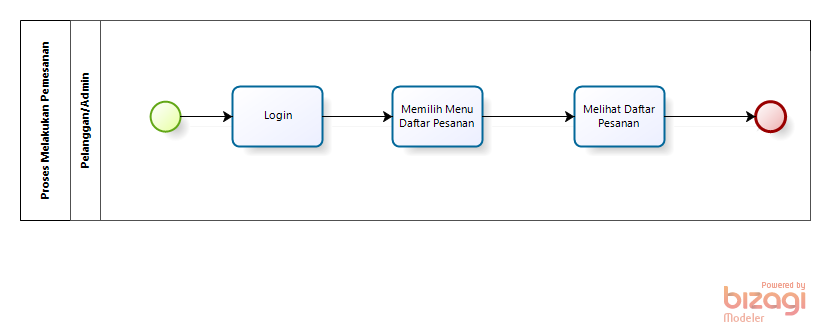 Proses Melakukan Pemesanan
Pelanggan/Admin
Login
Memilih Menu
Daftar Pesanan
Melihat Daftar
Pesanan
Powered by
bizagi
Modeler